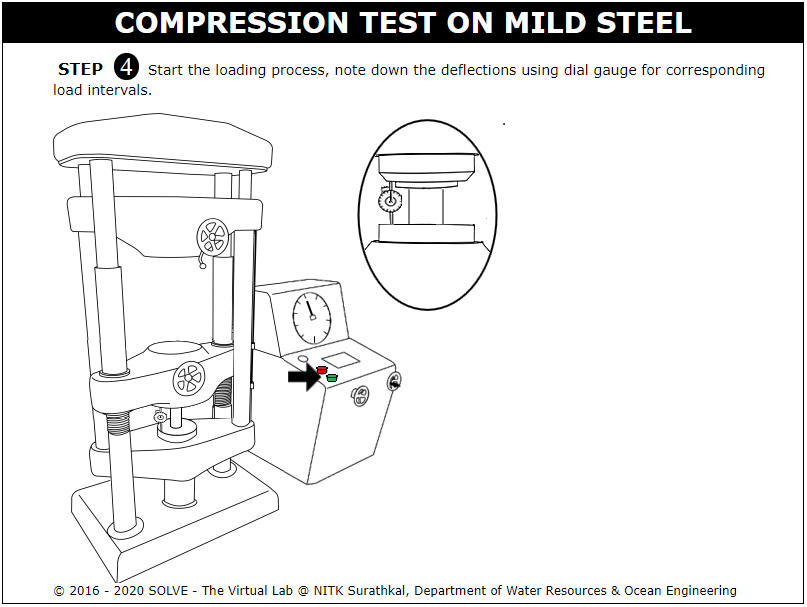 COMPRESSION TEST ON MILD STEEL
STEP 4 Start the loading process, note down the deflections using dial gauge for corresponding
load intervals.
© 2016 - 2020 SOLVE - The Virtual Lab @ NITK Surathkal, Department of Water Resources & Ocean Engineering